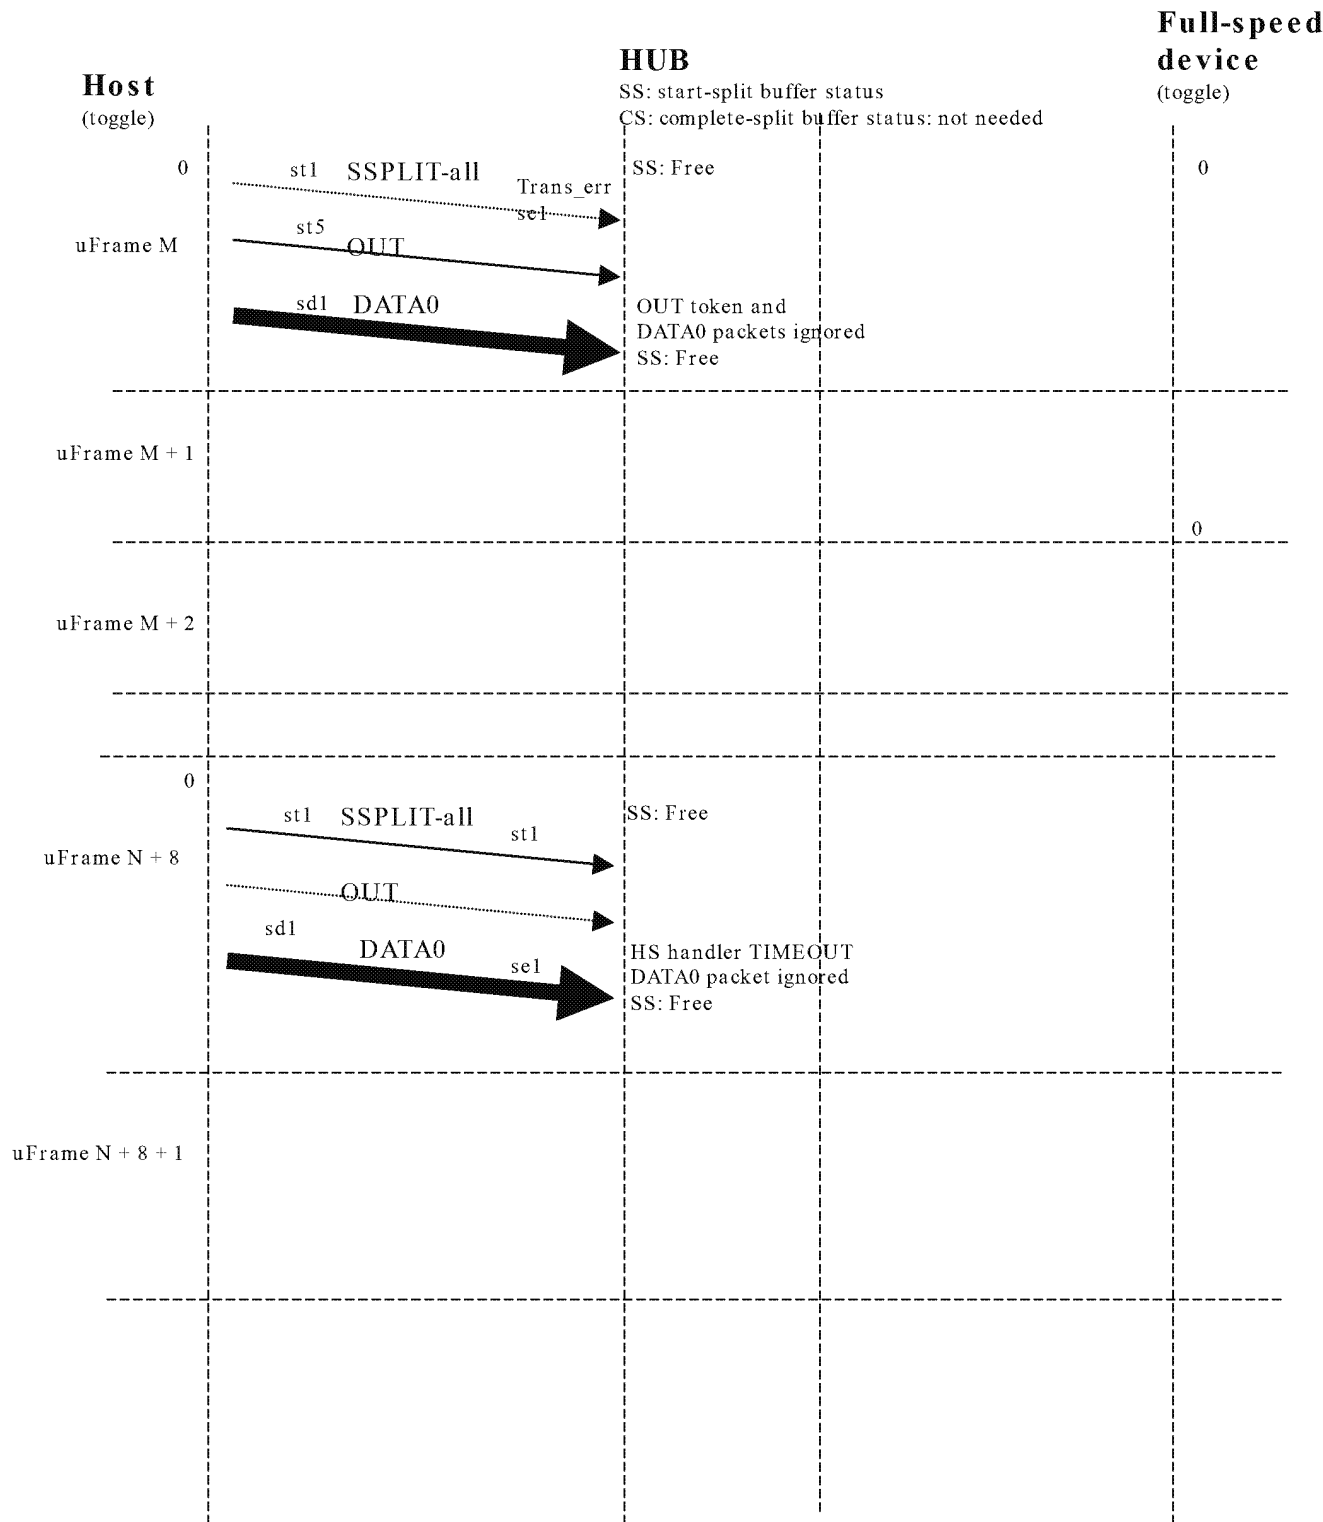 Full-speed
device
(toggle)
HUB
SS: start-split buffer status
CS: complete-split buffer status: not needed
Host
(toggle)
0
st1 SSPLIT-all
Trans_err
se1
SS: Free
0
uFrame M
st5 OUT
sd1 DATA0
OUT token and
DATA0 packets ignored
SS: Free
uFrame M + 1
0
uFrame M + 2
0
st1 SSPLIT-all st1
SS: Free
uFrame N + 8
OUT
sd1 DATA0 se1
HS handler TIMEOUT
DATA0 packet ignored
SS: Free
uFrame N + 8 + 1